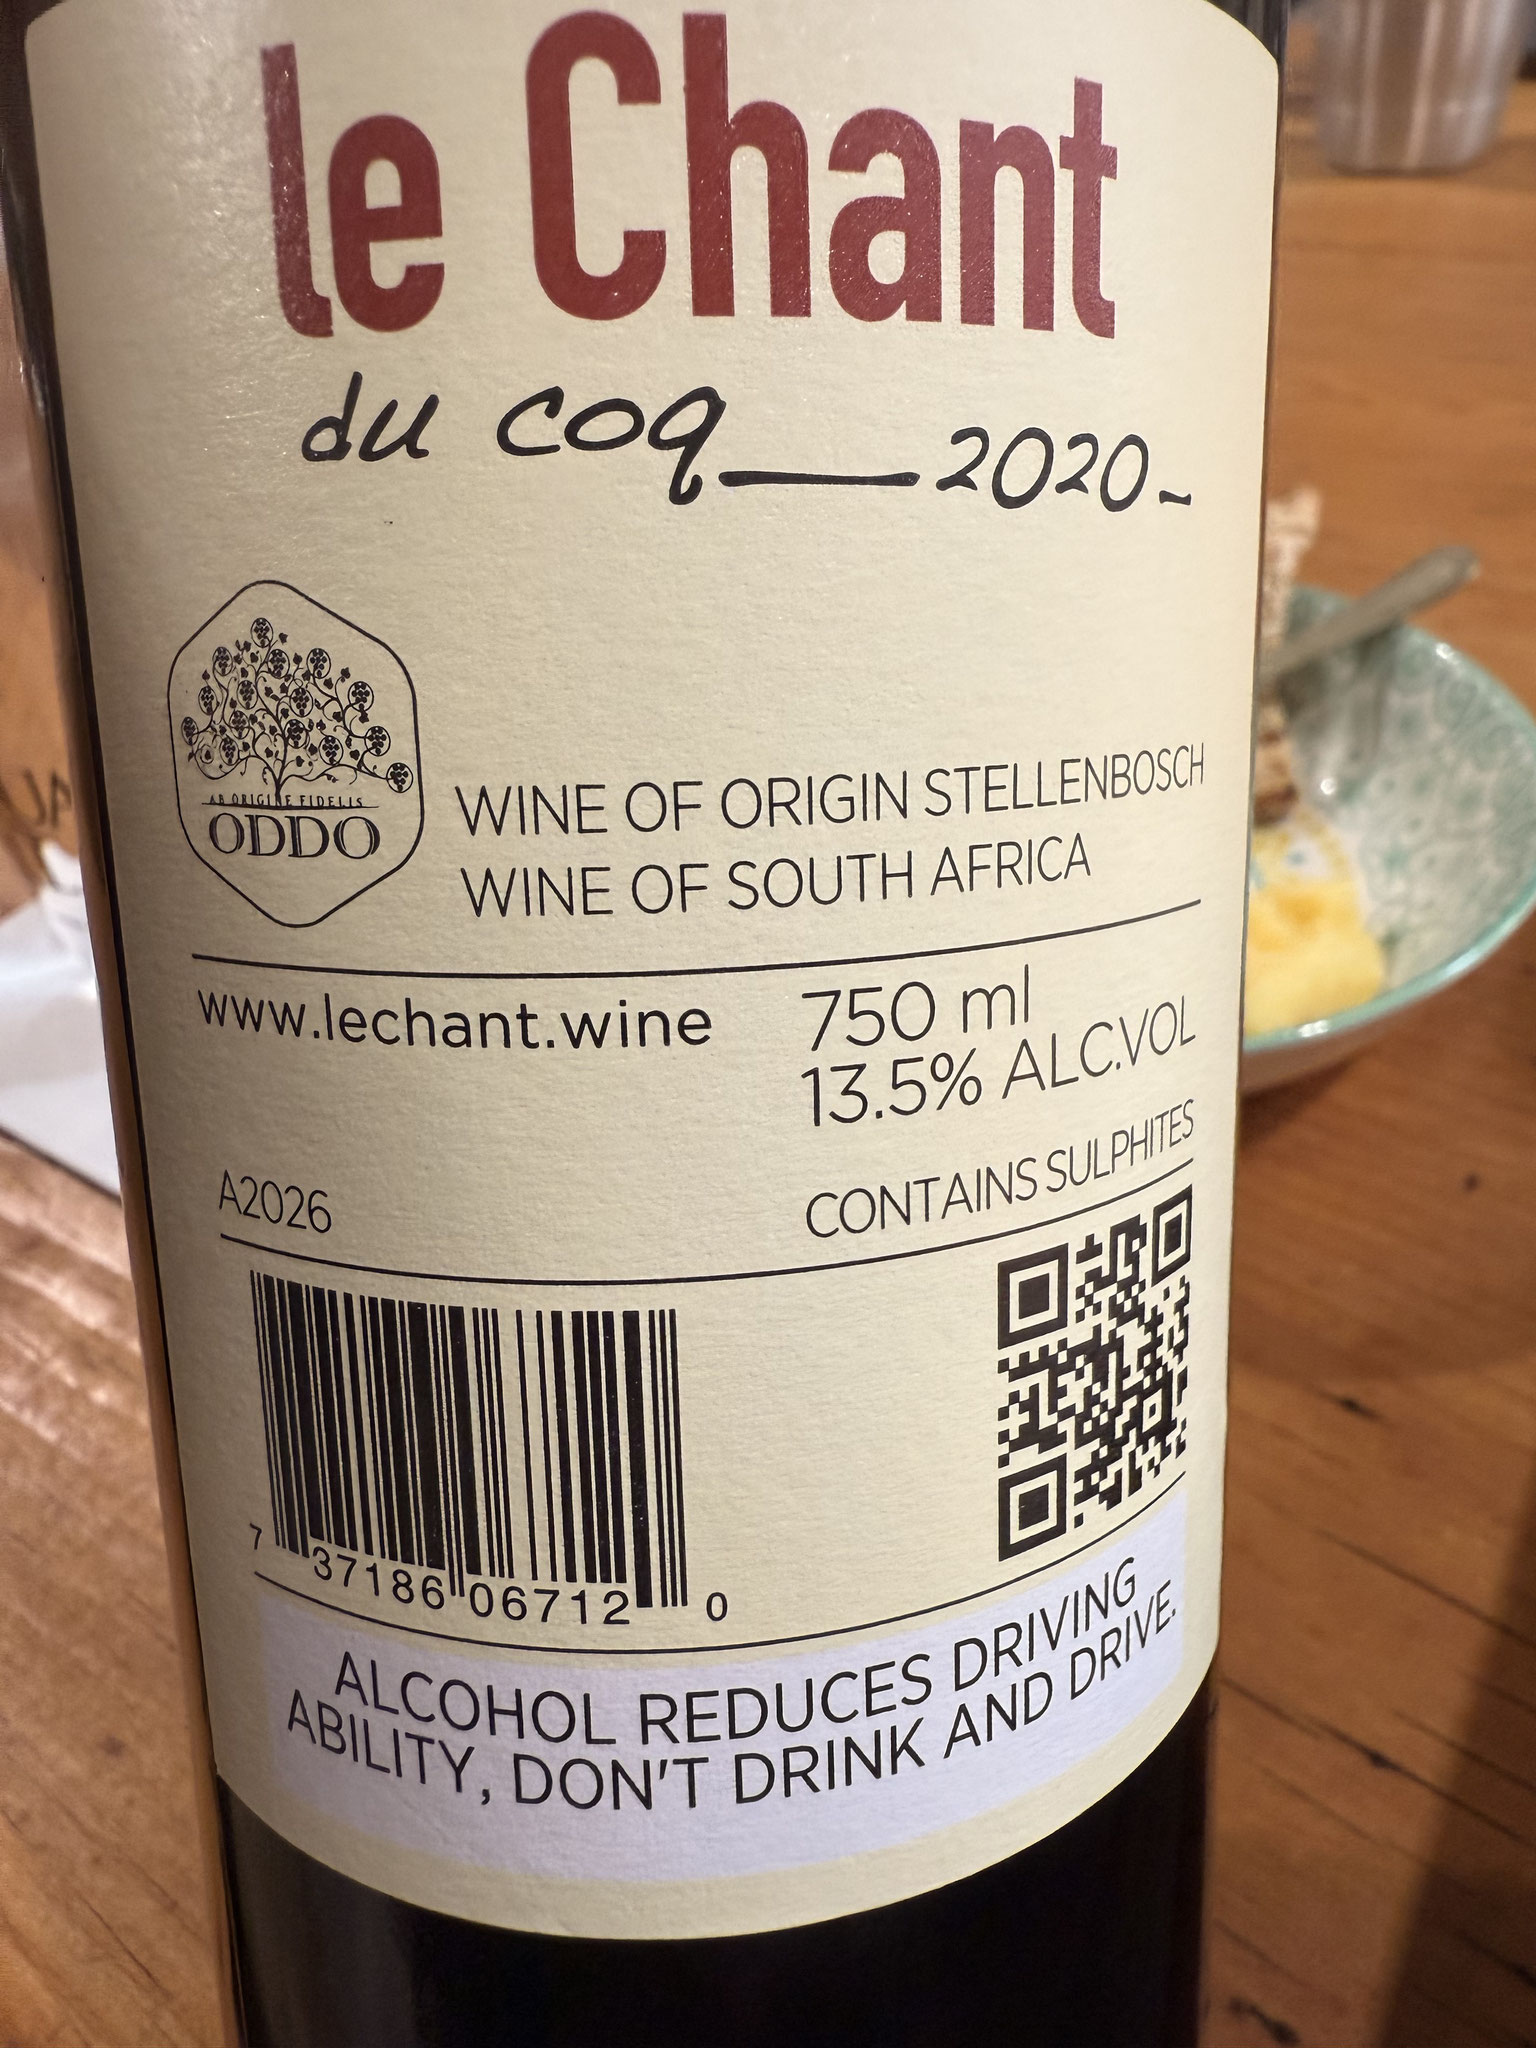 le Chant
du coq__2020-
AB ORIGINE FIDELIS
ODDO
WINE OF ORIGIN STELLENBOSCH
WINE OF SOUTH AFRICA
www.lechant.wine
750 ml
13.5% ALC.VOL
A2026
CONTAINS SULPHITES
7 37186 06712 0
ALCOHOL REDUCES DRIVING
ABILITY, DON'T DRINK AND DRIVE.